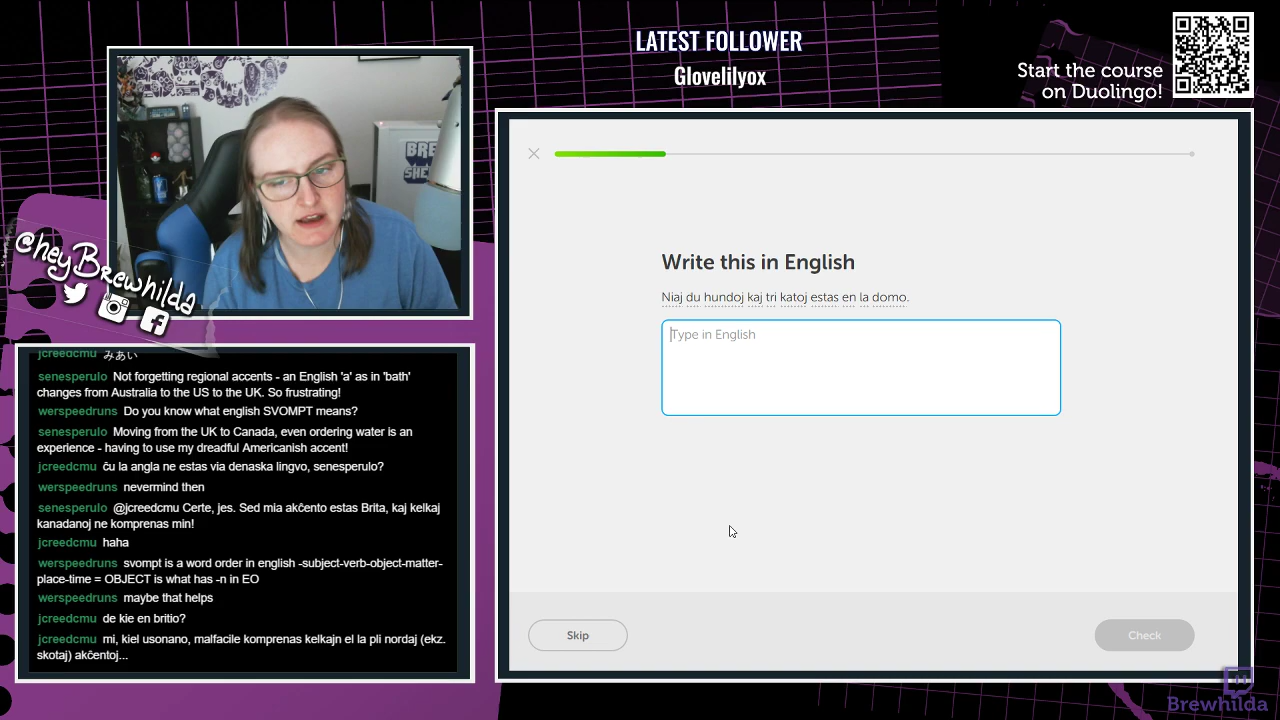 LATEST FOLLOWER
Glovelilyox
Start the course
on Duolingo!
BRE
SHE
@heyBrewhilda
Write this in English
Niaj du hundoj kaj tri katoj estas en la domo.
Type in English
Skip
Check
jcreedcmu みあい
senesperulo Not forgetting regional accents - an English 'a' as in 'bath'
changes from Australia to the US to the UK. So frustrating!
werspeedruns Do you know what english SVOMPT means?
senesperulo Moving from the UK to Canada, even ordering water is an
experience - having to use my dreadful Americanish accent!
jcreedcmu ĉu la angla ne estas via denaska lingvo, senesperulo?
werspeedruns nevermind then
senesperulo @jcreedcmu Certe, jes. Sed mia akĉento estas Brita, kaj kelkaj
kanadanoj ne komprenas min!
jcreedcmu haha
werspeedruns svompt is a word order in english -subject-verb-object-matter-
place-time = OBJECT is what has -n in EO
werspeedruns maybe that helps
jcreedcmu de kie en britio?
jcreedcmu mi, kiel usonano, malfacile komprenas kelkajn el la pli nordaj (ekz.
skotaj) akĉentoj...
Brewhilda